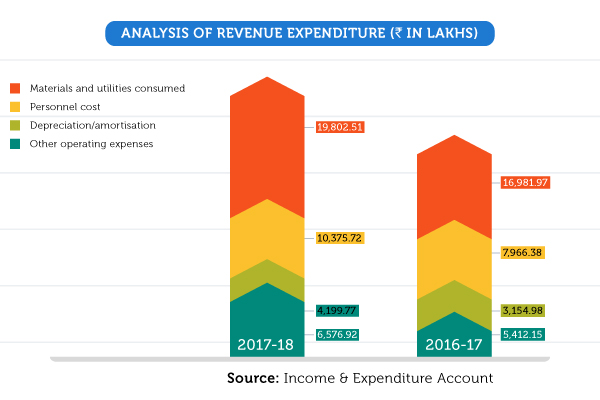 ANALYSIS OF REVENUE EXPENDITURE (₹ IN LAKHS)
Materials and utilities consumed
Personnel cost
Depreciation/amortisation
Other operating expenses
19,802.51
10,375.72
4,199.77
6,576.92
2017-18
16,981.97
7,966.38
3,154.98
5,412.15
2016-17
Source: Income & Expenditure Account